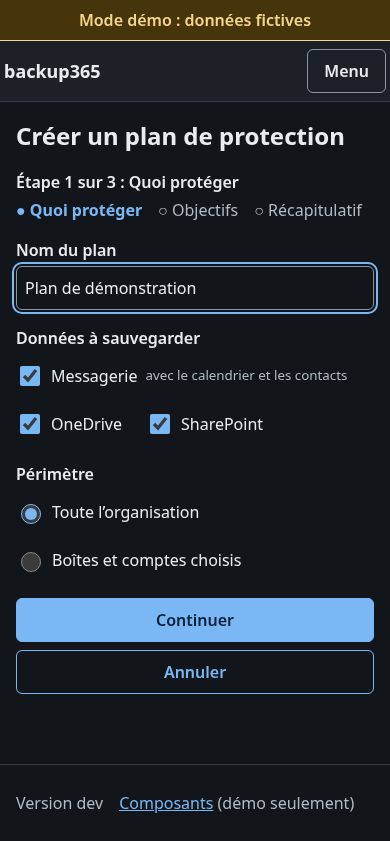 Mode démo : données fictives
backup365 Menu
Créer un plan de protection
Étape 1 sur 3 : Quoi protéger
● Quoi protéger ○ Objectifs ○ Récapitulatif
Nom du plan
Plan de démonstration
Données à sauvegarder
Messagerie avec le calendrier et les contacts
OneDrive SharePoint
Périmètre
Toute l’organisation
Boîtes et comptes choisis
Continuer
Annuler
Version dev Composants (démo seulement)